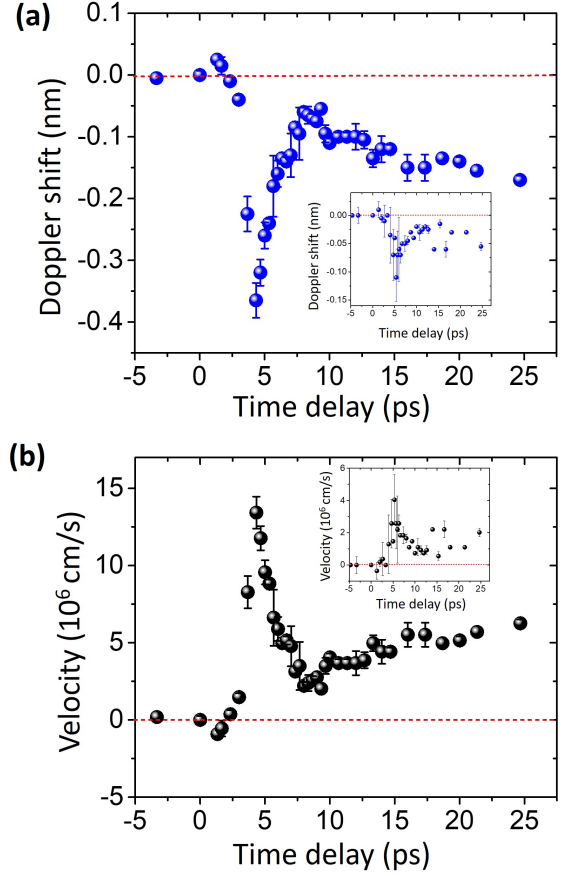 (a)
0.1
0.0
-0.1
-0.2
-0.3
-0.4
Doppler shift (nm)
-5 0 5 10 15 20 25
Time delay (ps)
0.00
-0.05
-0.10
-0.15
Doppler shift (nm)
-5 0 5 10 15 20 25
Time delay (ps)
(b)
15
10
5
0
-5
Velocity (10⁶ cm/s)
-5 0 5 10 15 20 25
Time delay (ps)
6
4
2
0
Velocity (10⁶ cm/s)
-5 0 5 10 15 20 25
Time delay (ps)